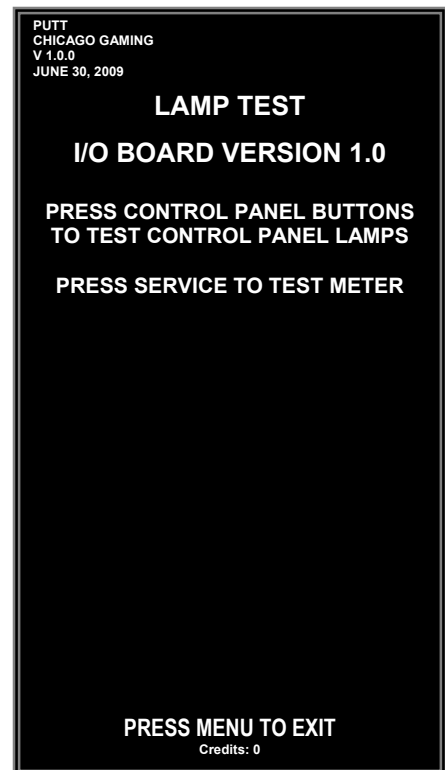 PUTT
CHICAGO GAMING
V 1.0.0
JUNE 30, 2009
LAMP TEST
I/O BOARD VERSION 1.0
PRESS CONTROL PANEL BUTTONS
TO TEST CONTROL PANEL LAMPS
PRESS SERVICE TO TEST METER
PRESS MENU TO EXIT
Credits: 0